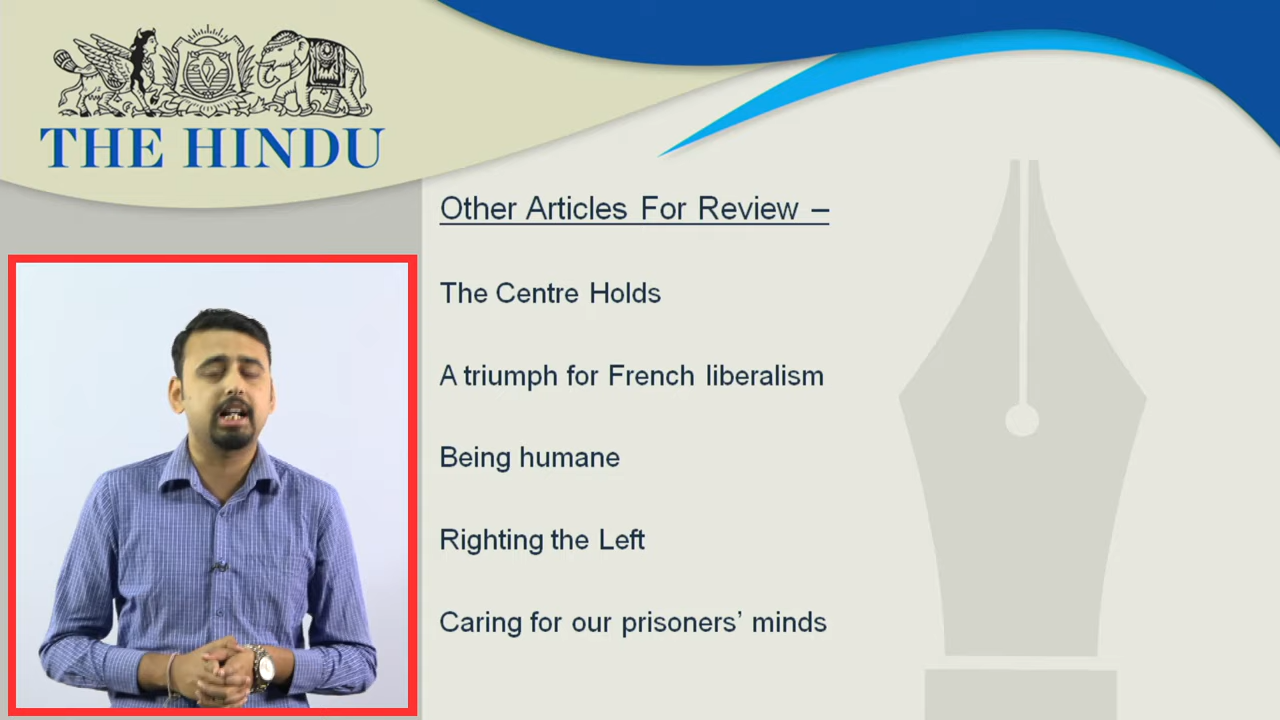 THE HINDU
Other Articles For Review –
The Centre Holds
A triumph for French liberalism
Being humane
Righting the Left
Caring for our prisoners’ minds